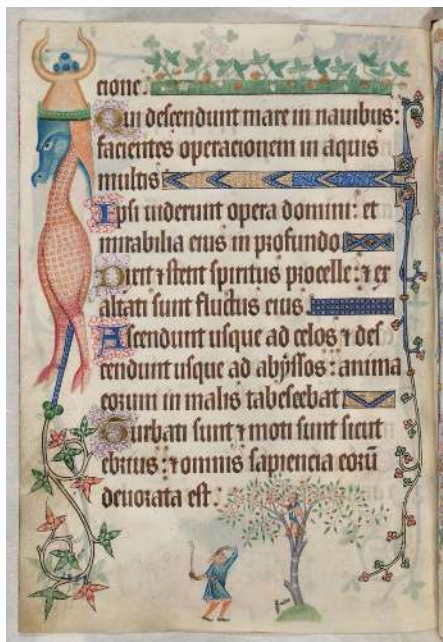 cione.
Qui descendunt mare in nauibus:
facientes operacionem in aquis
multis
Ipsi uiderunt opera domini: et
mirabilia eius in profundo
Dixit ⁊ stetit spiritus procelle: ⁊ ex
altati sunt fluctus eius.
Ascendunt usque ad celos ⁊ des
cendunt usque ad abyssos: anima
eorum in malis tabescebat
Turbati sunt ⁊ moti sunt sicut
ebrius: ⁊ omnis sapiencia eorū
deuorata est.